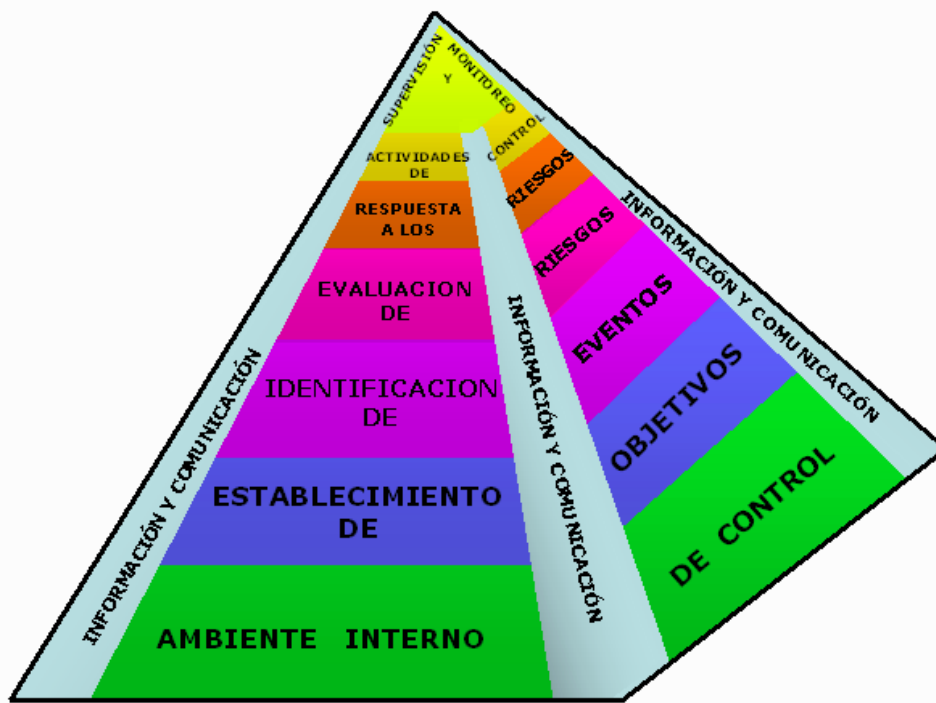 SUPERVISIÓN
Y
MONITOREO
ACTIVIDADES
DE
CONTROL
RESPUESTA
A LOS
RIESGOS
EVALUACION
DE
RIESGOS
IDENTIFICACION
DE
EVENTOS
ESTABLECIMIENTO
DE
OBJETIVOS
AMBIENTE INTERNO
DE CONTROL
INFORMACIÓN Y COMUNICACIÓN
INFORMACIÓN Y COMUNICACIÓN
INFORMACIÓN Y COMUNICACIÓN